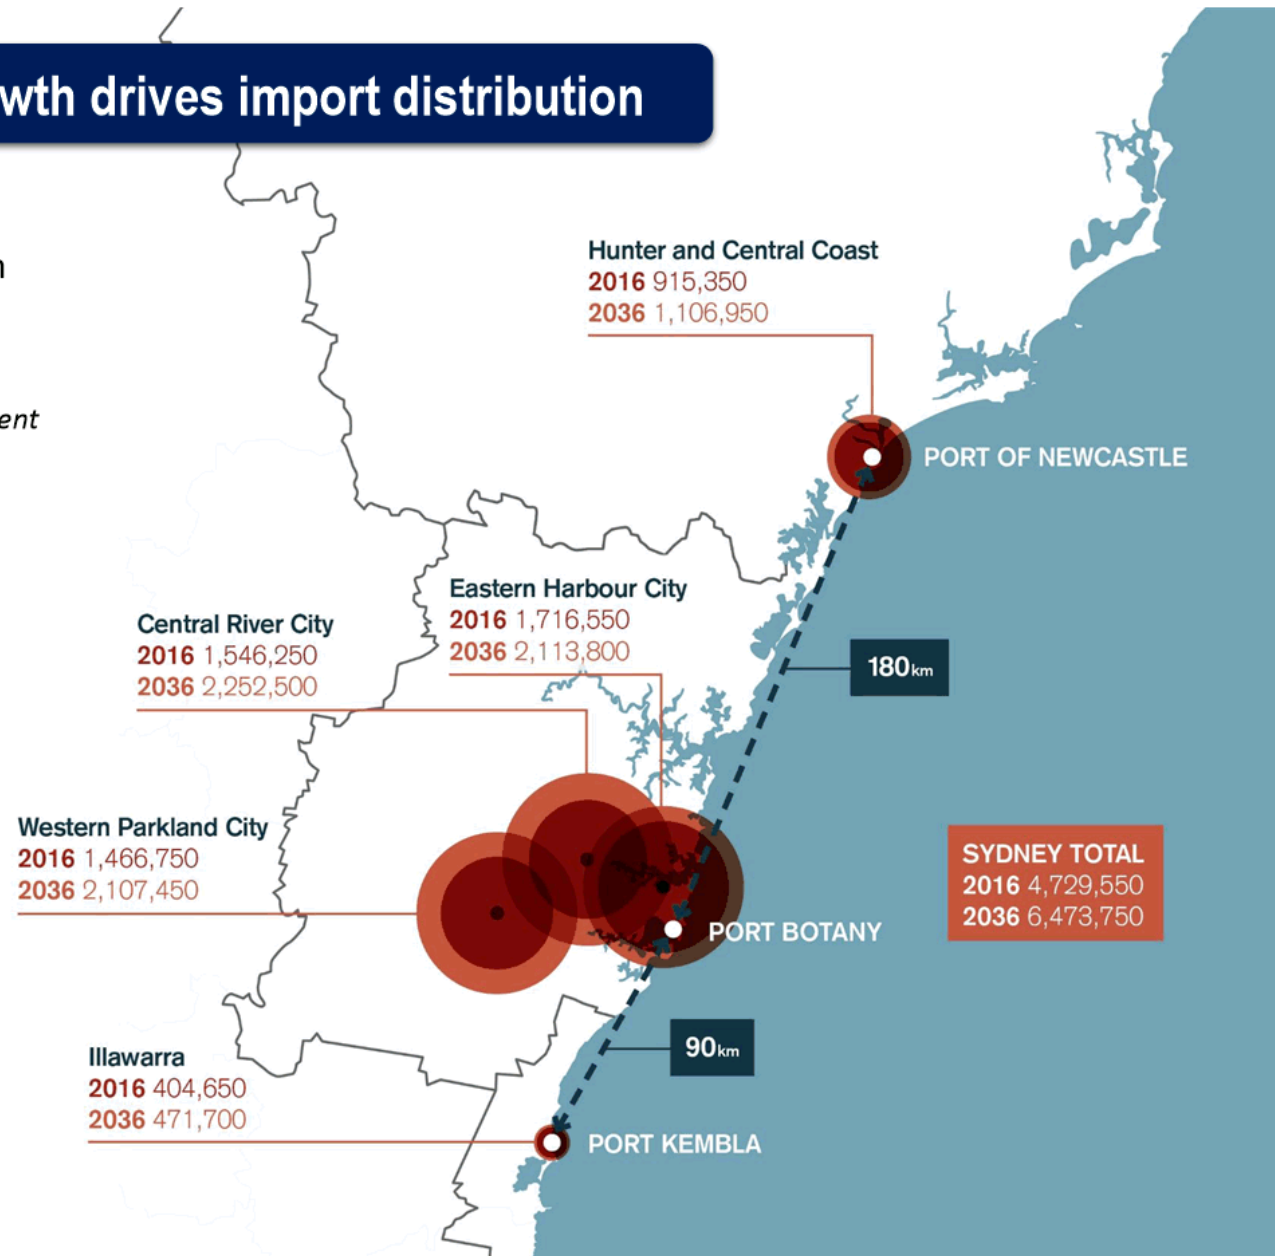 wth drives import distribution
ent
Hunter and Central Coast
2016 915,350
2036 1,106,950
PORT OF NEWCASTLE
Eastern Harbour City
2016 1,716,550
2036 2,113,800
Central River City
2016 1,546,250
2036 2,252,500
180km
Western Parkland City
2016 1,466,750
2036 2,107,450
SYDNEY TOTAL
2016 4,729,550
2036 6,473,750
PORT BOTANY
90km
Illawarra
2016 404,650
2036 471,700
PORT KEMBLA